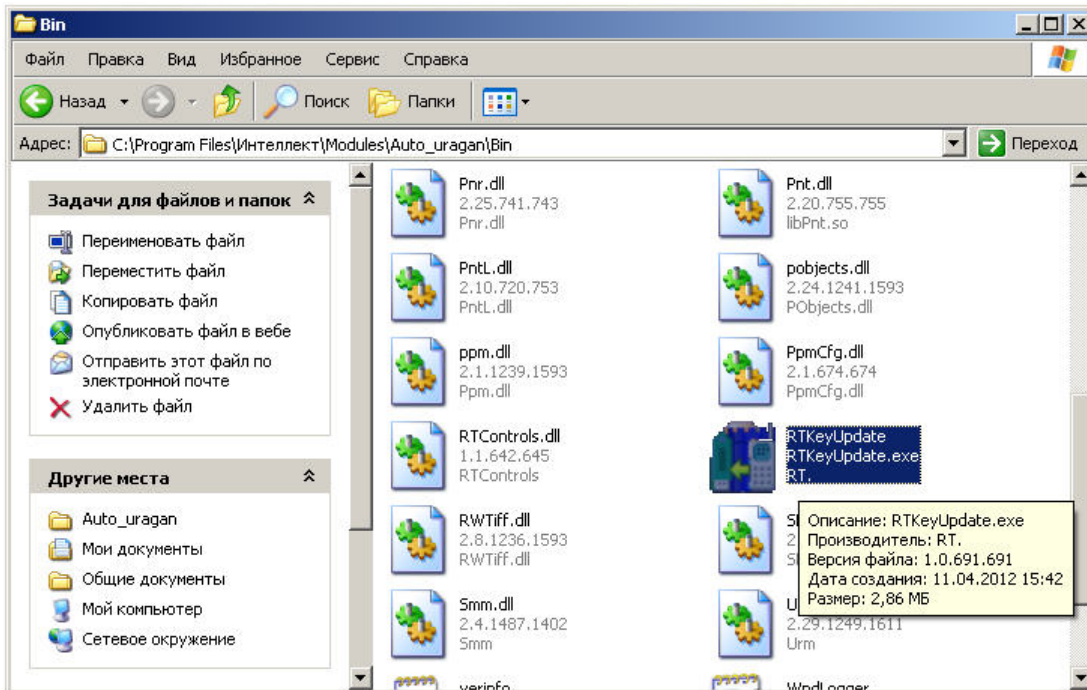 Bin
Файл Правка Вид Избранное Сервис Справка
Назад Поиск Папки
Адрес: C:\Program Files\Интеллект\Modules\Auto_uragan\Bin Переход
Задачи для файлов и папок
Переименовать файл
Переместить файл
Копировать файл
Опубликовать файл в вебе
Отправить этот файл по
электронной почте
Удалить файл
Другие места
Auto_uragan
Мои документы
Общие документы
Мой компьютер
Сетевое окружение
Pnr.dll
2.25.741.743
Pnr.dll
Pnt.dll
2.20.755.755
libPnt.so
PntL.dll
2.10.720.753
PntL.dll
pobjects.dll
2.24.1241.1593
PObjects.dll
ppm.dll
2.1.1239.1593
Ppm.dll
PpmCfg.dll
2.1.674.674
PpmCfg.dll
RTControls.dll
1.1.642.645
RTControls
RTKeyUpdate
RTKeyUpdate.exe
RT.
RWTiff.dll
2.8.1236.1593
RWTiff.dll
Описание: RTKeyUpdate.exe
Производитель: RT.
Версия файла: 1.0.691.691
Дата создания: 11.04.2012 15:42
Размер: 2,86 МБ
Smm.dll
2.4.1487.1402
Smm
2.29.1249.1611
Urm
verinfo
WndLogger